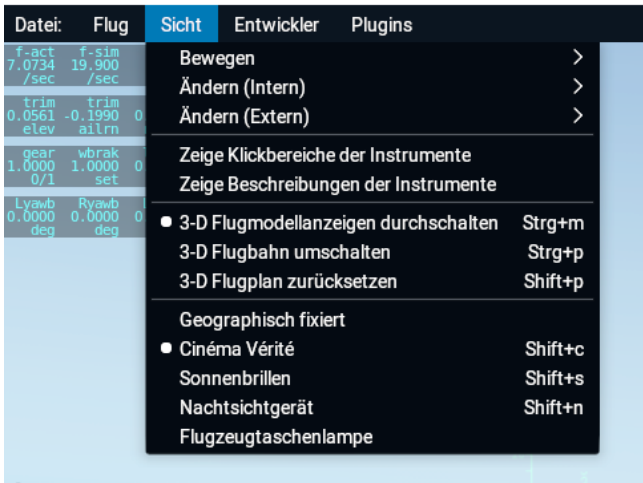 Datei: Flug Sicht Entwickler Plugins
f-act f-sim
7.0734 19.900
/sec /sec
trim trim
0.0561 -0.1990 0
elev ailrn
gear wbrak
1.0000 1.0000 0
0/1 set
Lyawb Ryawb
0.0000 0.0000 0
deg deg
Bewegen
Ändern (Intern)
Ändern (Extern)
Zeige Klickbereiche der Instrumente
Zeige Beschreibungen der Instrumente
3-D Flugmodellanzeigen durchschalten Strg+m
3-D Flugbahn umschalten Strg+p
3-D Flugplan zurücksetzen Shift+p
Geographisch fixiert
Cinéma Vérité Shift+c
Sonnenbrillen Shift+s
Nachtsichtgerät Shift+n
Flugzeugtaschenlampe